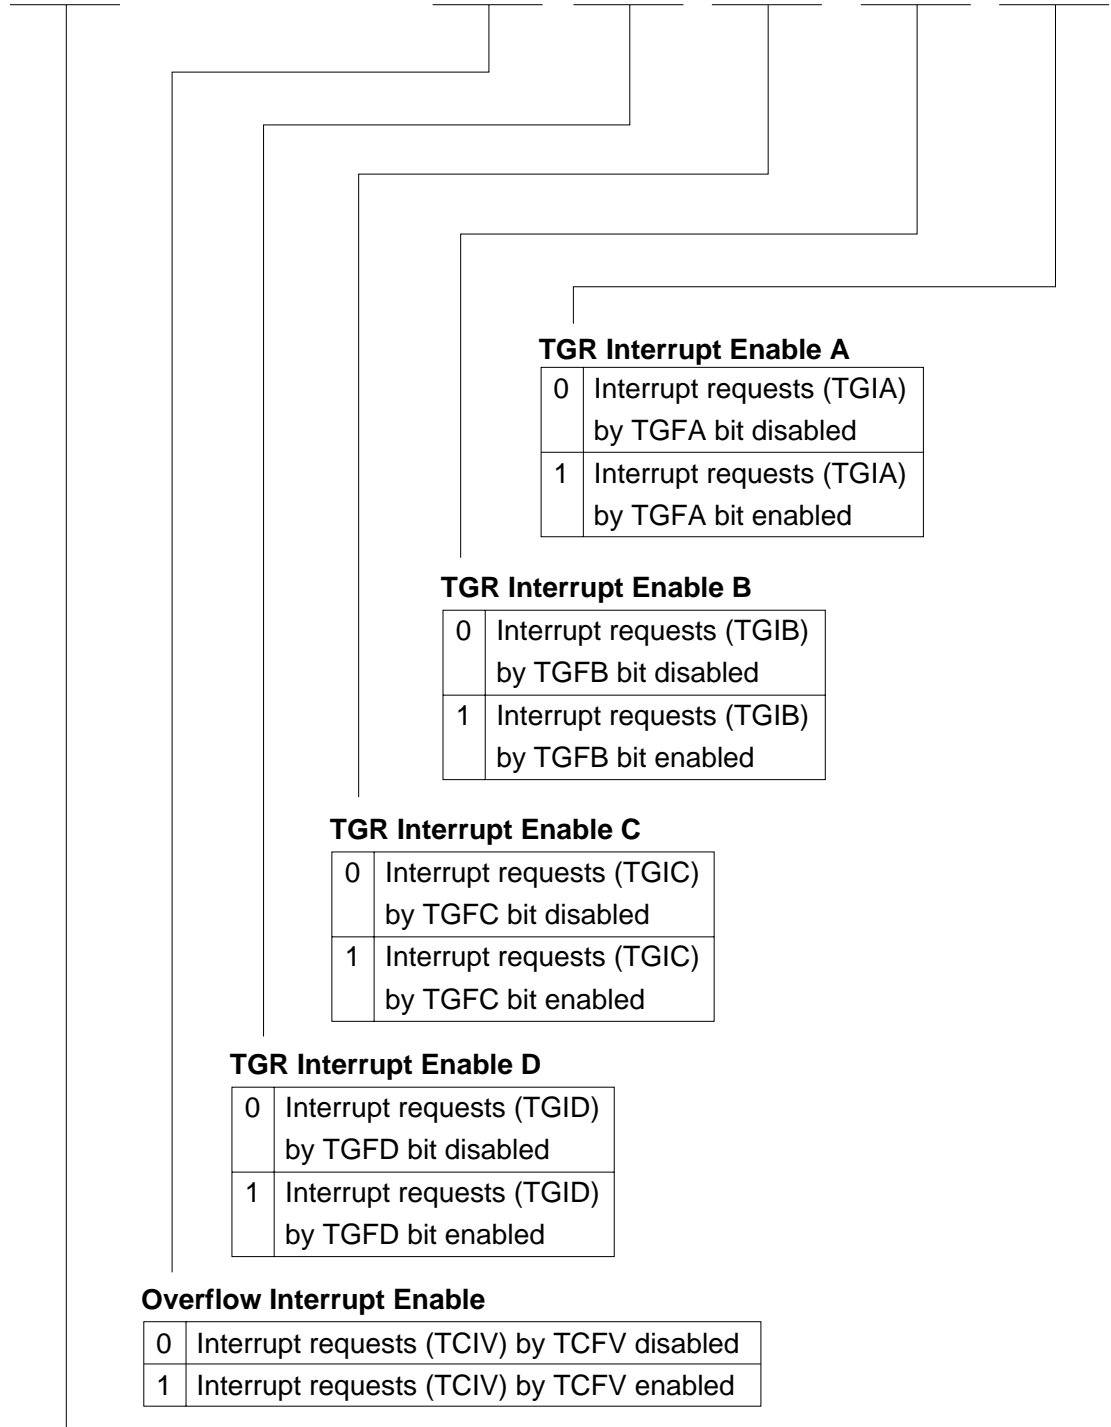 TGR Interrupt Enable A
0 Interrupt requests (TGIA)
by TGFA bit disabled
1 Interrupt requests (TGIA)
by TGFA bit enabled
TGR Interrupt Enable B
0 Interrupt requests (TGIB)
by TGFB bit disabled
1 Interrupt requests (TGIB)
by TGFB bit enabled
TGR Interrupt Enable C
0 Interrupt requests (TGIC)
by TGFC bit disabled
1 Interrupt requests (TGIC)
by TGFC bit enabled
TGR Interrupt Enable D
0 Interrupt requests (TGID)
by TGFD bit disabled
1 Interrupt requests (TGID)
by TGFD bit enabled
Overflow Interrupt Enable
0 Interrupt requests (TCIV) by TCFV disabled
1 Interrupt requests (TCIV) by TCFV enabled